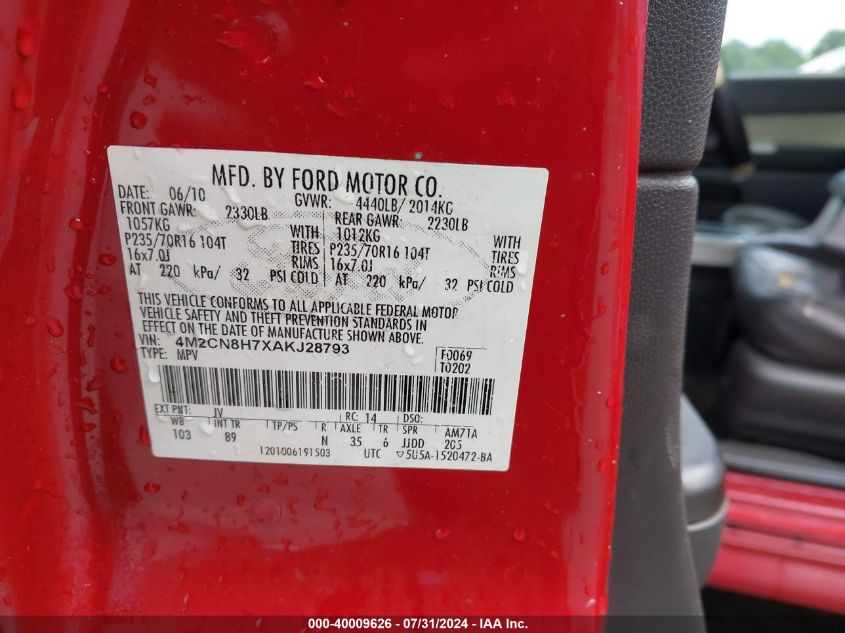 MFD. BY FORD MOTOR CO.
DATE: 06/10 GVWR: 4440LB/ 2014KG
FRONT GAWR: 2330LB REAR GAWR: 2230LB
1057KG WITH 1012KG WITH
P235/70R16 104T TIRES P235/70R16 104T TIRES
16x7.0J RIMS 16x7.0J RIMS
AT 220 kPa/ 32 PSI COLD AT 220 kPa/ 32 PSI COLD
THIS VEHICLE CONFORMS TO ALL APPLICABLE FEDERAL MOTOR
VEHICLE SAFETY AND THEFT PREVENTION STANDARDS IN
EFFECT ON THE DATE OF MANUFACTURE SHOWN ABOVE.
VIN: 4M2CN8H7XAKJ28793 F0069
TYPE: MPV T0202
EXT PNT: JV RC: 14 DSO:
WB INT TR TP/PS R AXLE TR SPR AM71A
103 89 N 35 6 JJDD 205
1201006191503 UTC ▽5U5A-1520472-BA
000-40009626 - 07/31/2024 - IAA Inc.